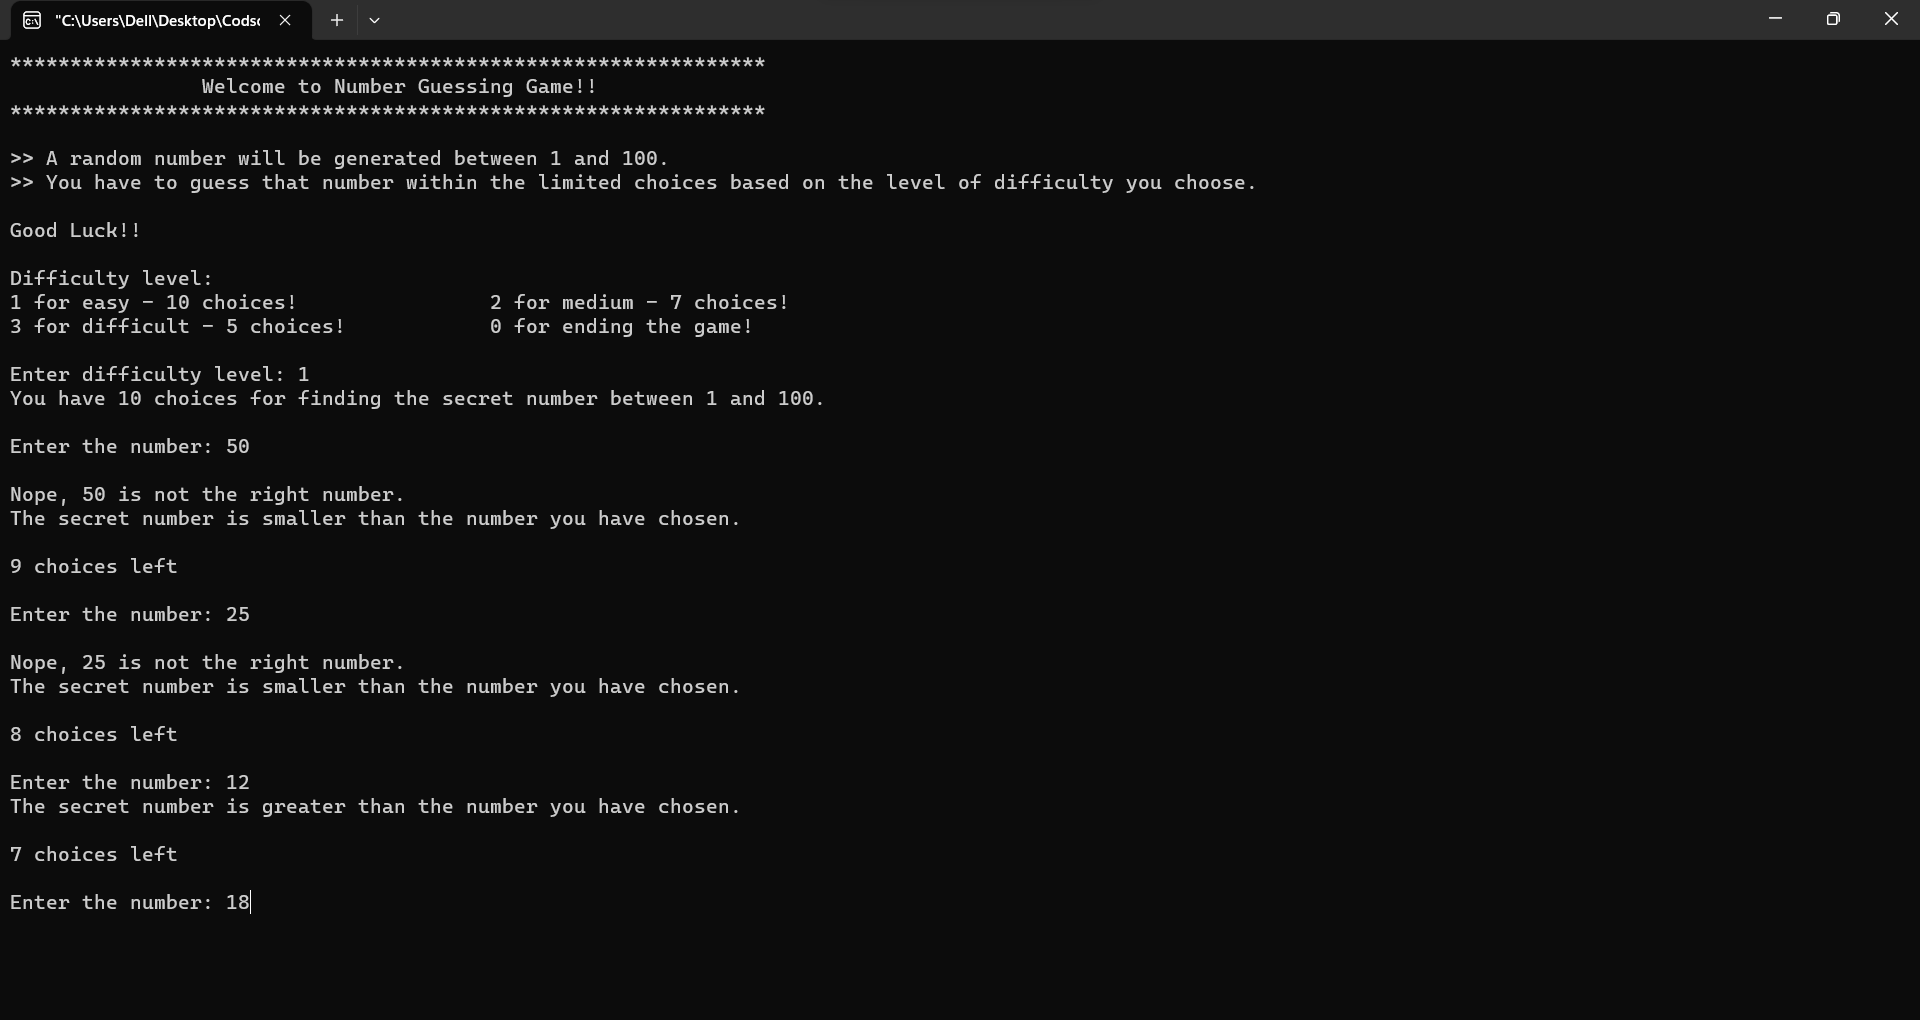 "C:\Users\Dell\Desktop\Cods
***************************************************************
Welcome to Number Guessing Game!!
***************************************************************
>> A random number will be generated between 1 and 100.
>> You have to guess that number within the limited choices based on the level of difficulty you choose.
Good Luck!!
Difficulty level:
1 for easy - 10 choices! 2 for medium - 7 choices!
3 for difficult - 5 choices! 0 for ending the game!
Enter difficulty level: 1
You have 10 choices for finding the secret number between 1 and 100.
Enter the number: 50
Nope, 50 is not the right number.
The secret number is smaller than the number you have chosen.
9 choices left
Enter the number: 25
Nope, 25 is not the right number.
The secret number is smaller than the number you have chosen.
8 choices left
Enter the number: 12
The secret number is greater than the number you have chosen.
7 choices left
Enter the number: 18